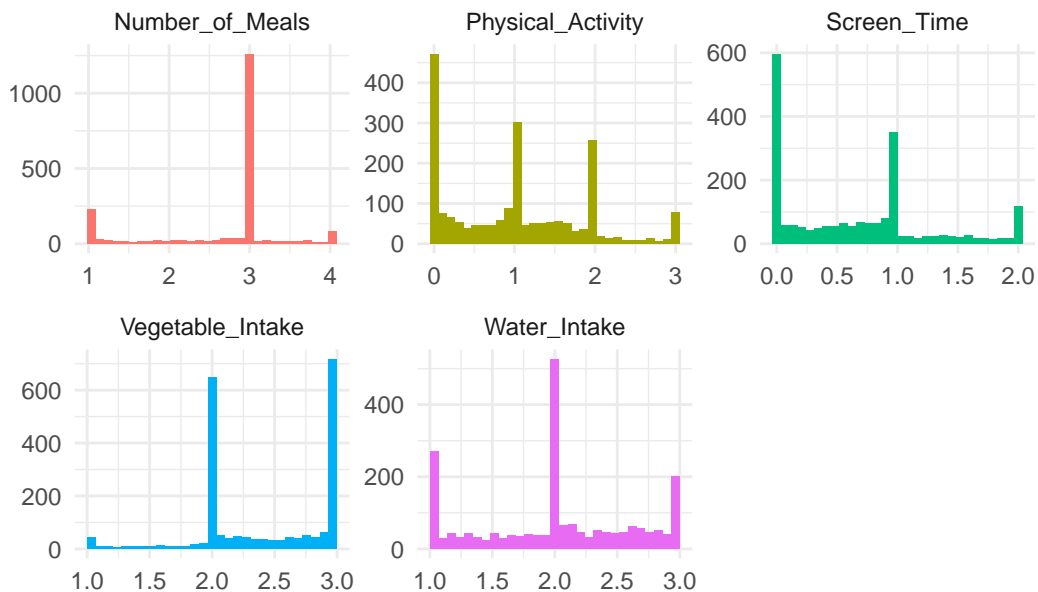 Number_of_Meals
1000
500
0
1 2 3 4
Physical_Activity
400
300
200
100
0
0 1 2 3
Screen_Time
600
400
200
0
0.0 0.5 1.0 1.5 2.0
Vegetable_Intake
600
400
200
0
1.0 1.5 2.0 2.5 3.0
Water_Intake
400
200
0
1.0 1.5 2.0 2.5 3.0